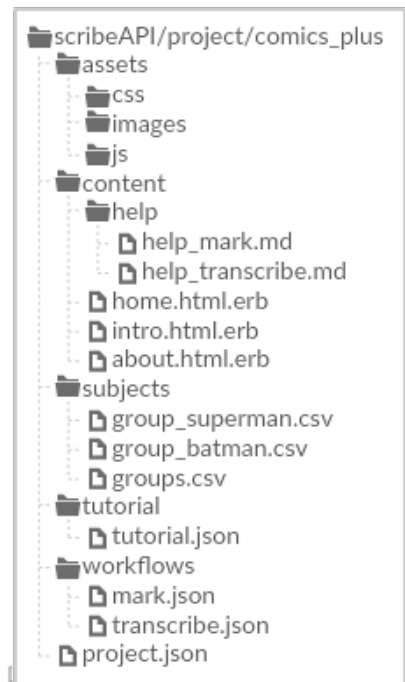 scribeAPI/project/comics_plus
assets
css
images
js
content
help
help_mark.md
help_transcribe.md
home.html.erb
intro.html.erb
about.html.erb
subjects
group_superman.csv
group_batman.csv
groups.csv
tutorial
tutorial.json
workflows
mark.json
transcribe.json
project.json